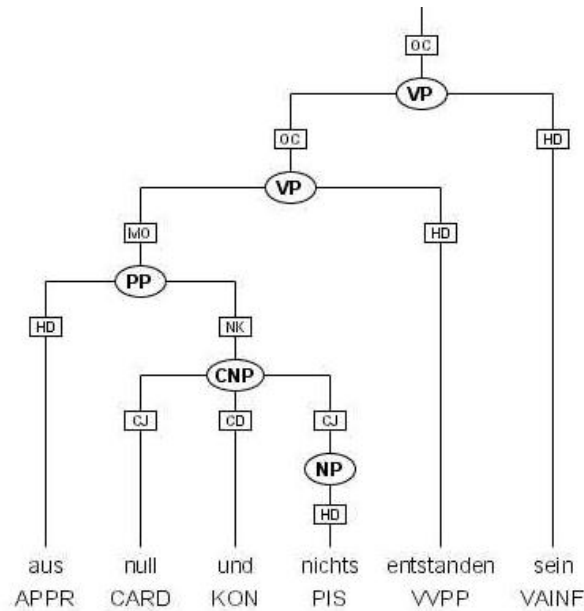 OC
VP
OC HD
VP
MO HD
PP
HD NK
CNP
CJ CD CJ
NP
HD
aus null und nichts entstanden sein
APPR CARD KON PIS VVPP VAINF